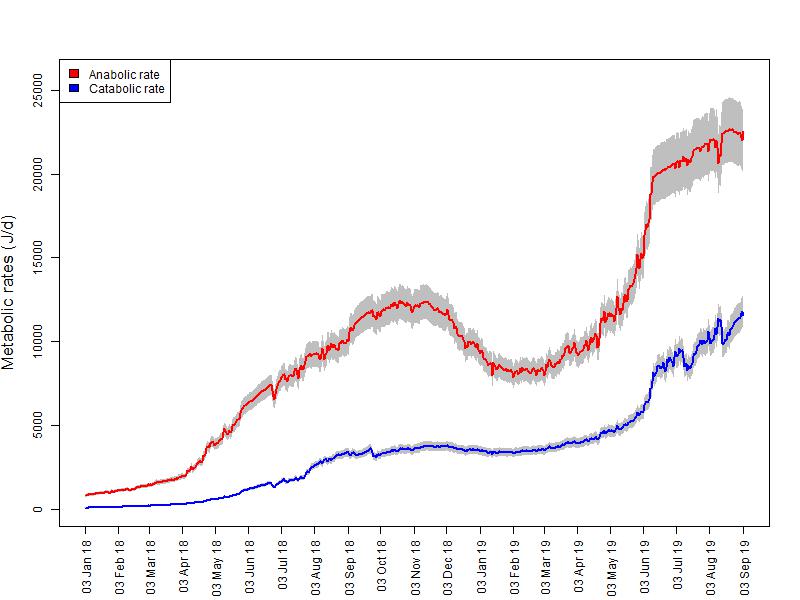 Anabolic rate
Catabolic rate
Metabolic rates (J/d)
25000
20000
15000
10000
5000
0
03 Jan 18
03 Feb 18
03 Mar 18
03 Apr 18
03 May 18
03 Jun 18
03 Jul 18
03 Aug 18
03 Sep 18
03 Oct 18
03 Nov 18
03 Dec 18
03 Jan 19
03 Feb 19
03 Mar 19
03 Apr 19
03 May 19
03 Jun 19
03 Jul 19
03 Aug 19
03 Sep 19